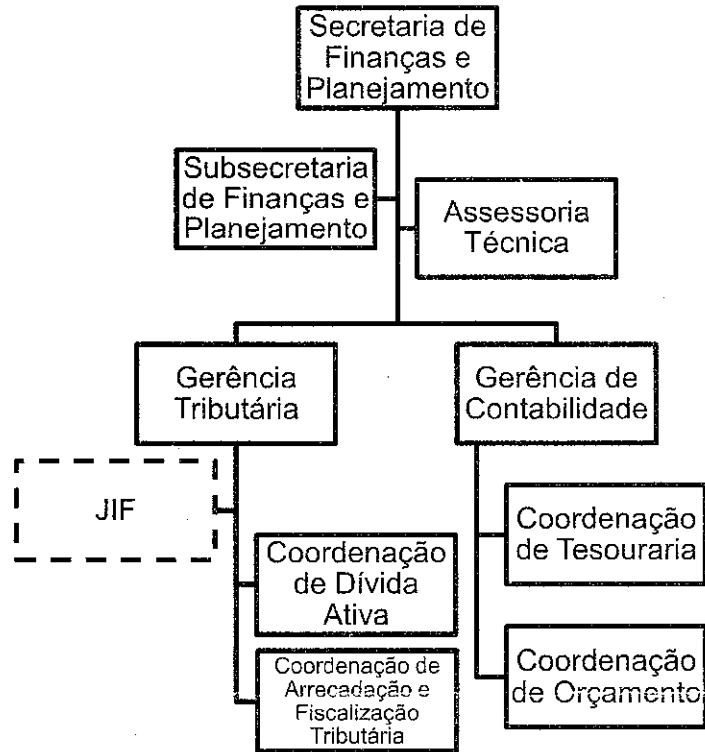 Secretaria de
Finanças e
Planejamento
Subsecretaria
de Finanças e
Planejamento
Assessoria
Técnica
Gerência
Tributária
Gerência de
Contabilidade
JIF
Coordenação
de Dívida
Ativa
Coordenação de
Arrecadação e
Fiscalização
Tributária
Coordenação
de Tesouraria
Coordenação
de Orçamento